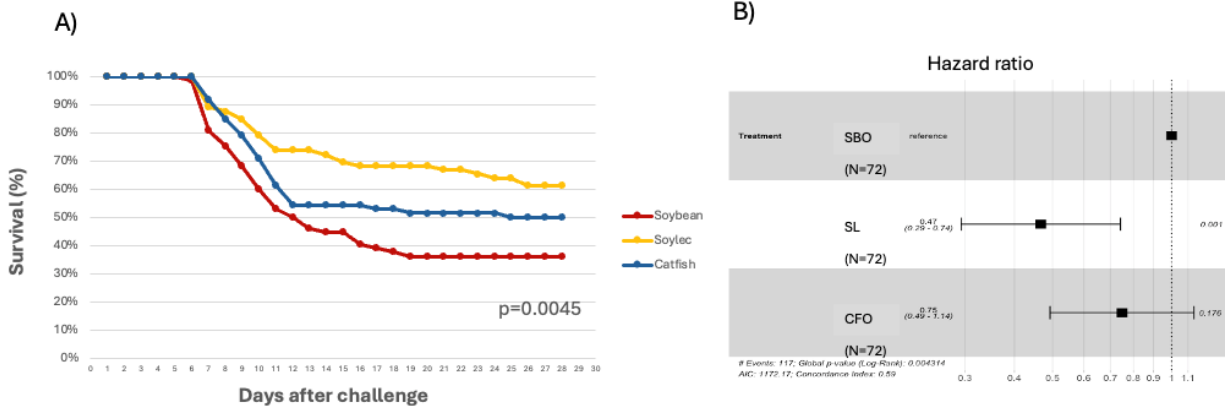 A)
Survival (%)
100%
90%
80%
70%
60%
50%
40%
30%
20%
10%
0%
p=0.0045
0 1 2 3 4 5 6 7 8 9 10 11 12 13 14 15 16 17 18 19 20 21 22 23 24 25 26 27 28 29 30
Days after challenge
Soybean
Soylec
Catfish
B)
Hazard ratio
Treatment SBO reference
(N=72)
SL 0.47 0.001
(0.29 - 0.74)
(N=72)
CFO 0.75 0.176
(0.49 - 1.14)
(N=72)
# Events: 117; Global p-value (Log-Rank): 0.004314
AIC: 1172.17; Concordance Index: 0.59
0.3 0.4 0.5 0.6 0.7 0.8 0.9 1 1.1